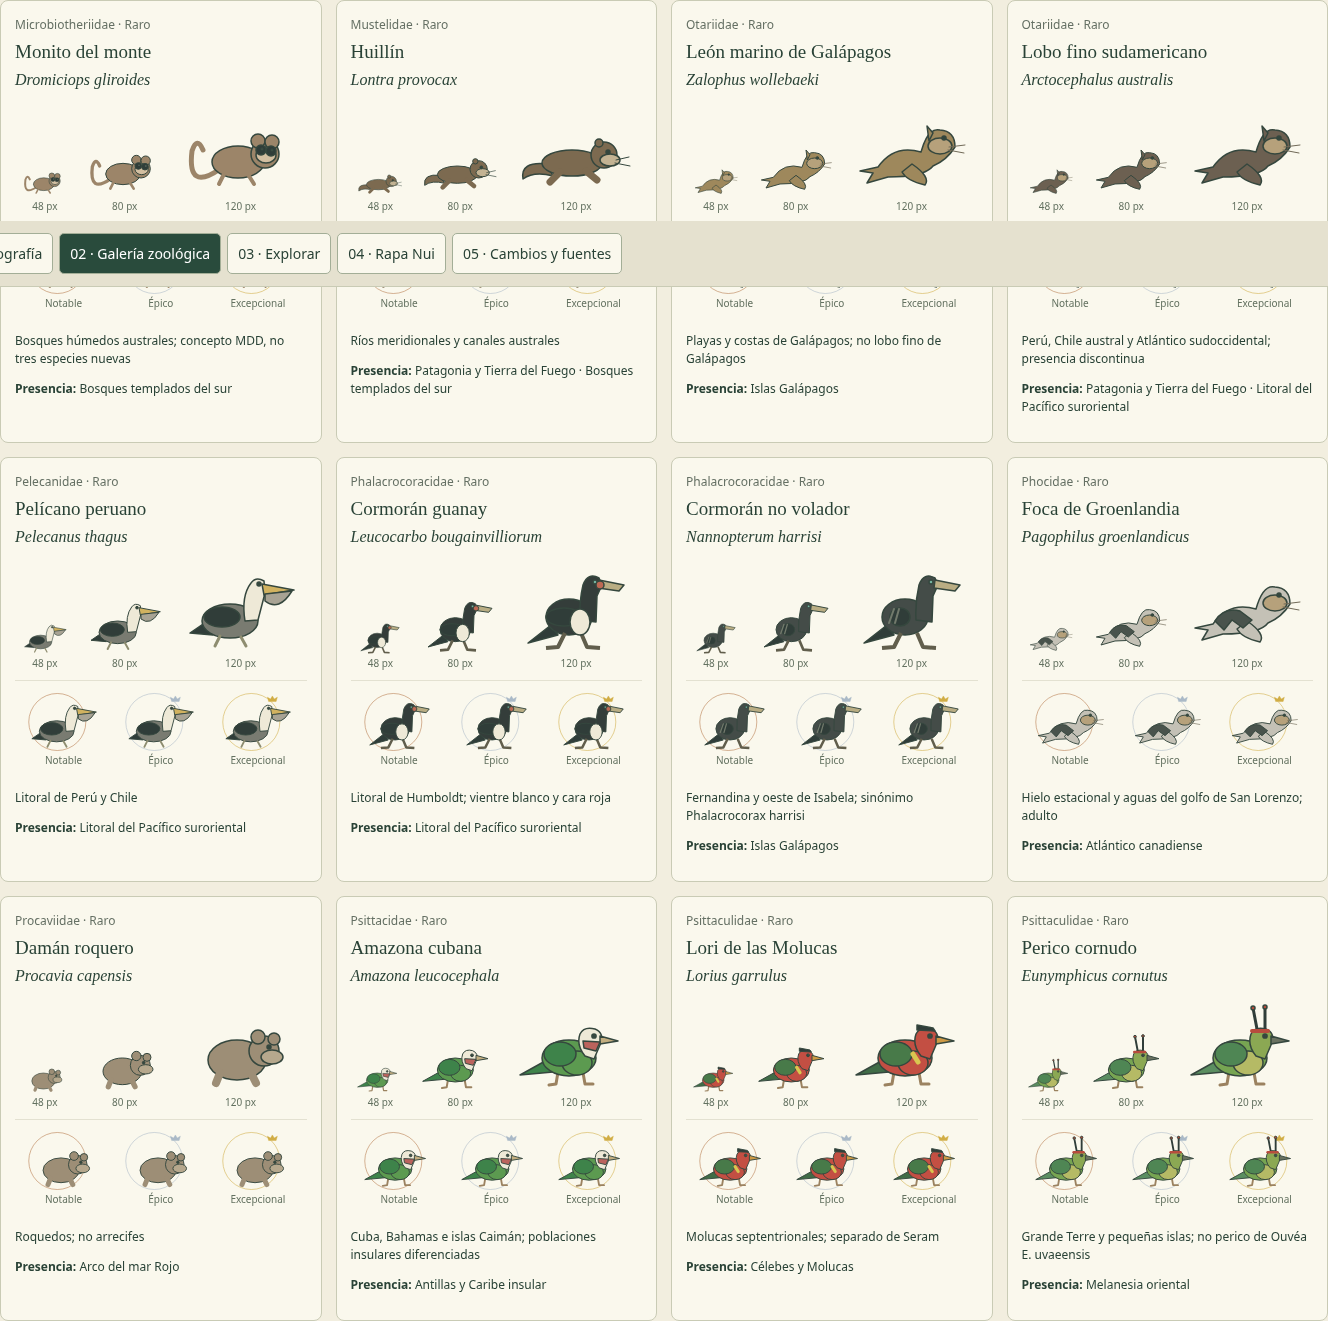 Microbiotheriidae · Raro
Monito del monte
Dromiciops gliroides
48 px
80 px
120 px
Mustelidae · Raro
Huillín
Lontra provocax
48 px
80 px
120 px
Otariidae · Raro
León marino de Galápagos
Zalophus wollebaeki
48 px
80 px
120 px
Otariidae · Raro
Lobo fino sudamericano
Arctocephalus australis
48 px
80 px
120 px
ografía
02 · Galería zoológica
03 · Explorar
04 · Rapa Nui
05 · Cambios y fuentes
Notable
Épico
Excepcional
Bosques húmedos australes; concepto MDD, no
tres especies nuevas
Presencia: Bosques templados del sur
Notable
Épico
Excepcional
Ríos meridionales y canales australes
Presencia: Patagonia y Tierra del Fuego · Bosques
templados del sur
Notable
Épico
Excepcional
Playas y costas de Galápagos; no lobo fino de
Galápagos
Presencia: Islas Galápagos
Notable
Épico
Excepcional
Perú, Chile austral y Atlántico sudoccidental;
presencia discontinua
Presencia: Patagonia y Tierra del Fuego · Litoral del
Pacífico suroriental
Pelecanidae · Raro
Pelícano peruano
Pelecanus thagus
48 px
80 px
120 px
Notable
Épico
Excepcional
Litoral de Perú y Chile
Presencia: Litoral del Pacífico suroriental
Phalacrocoracidae · Raro
Cormorán guanay
Leucocarbo bougainvilliorum
48 px
80 px
120 px
Notable
Épico
Excepcional
Litoral de Humboldt; vientre blanco y cara roja
Presencia: Litoral del Pacífico suroriental
Phalacrocoracidae · Raro
Cormorán no volador
Nannopterum harrisi
48 px
80 px
120 px
Notable
Épico
Excepcional
Fernandina y oeste de Isabela; sinónimo
Phalacrocorax harrisi
Presencia: Islas Galápagos
Phocidae · Raro
Foca de Groenlandia
Pagophilus groenlandicus
48 px
80 px
120 px
Notable
Épico
Excepcional
Hielo estacional y aguas del golfo de San Lorenzo;
adulto
Presencia: Atlántico canadiense
Procaviidae · Raro
Damán roquero
Procavia capensis
48 px
80 px
120 px
Notable
Épico
Excepcional
Roquedos; no arrecifes
Presencia: Arco del mar Rojo
Psittacidae · Raro
Amazona cubana
Amazona leucocephala
48 px
80 px
120 px
Notable
Épico
Excepcional
Cuba, Bahamas e islas Caimán; poblaciones
insulares diferenciadas
Presencia: Antillas y Caribe insular
Psittaculidae · Raro
Lori de las Molucas
Lorius garrulus
48 px
80 px
120 px
Notable
Épico
Excepcional
Molucas septentrionales; separado de Seram
Presencia: Célebes y Molucas
Psittaculidae · Raro
Perico cornudo
Eunymphicus cornutus
48 px
80 px
120 px
Notable
Épico
Excepcional
Grande Terre y pequeñas islas; no perico de Ouvéa
E. uvaeensis
Presencia: Melanesia oriental